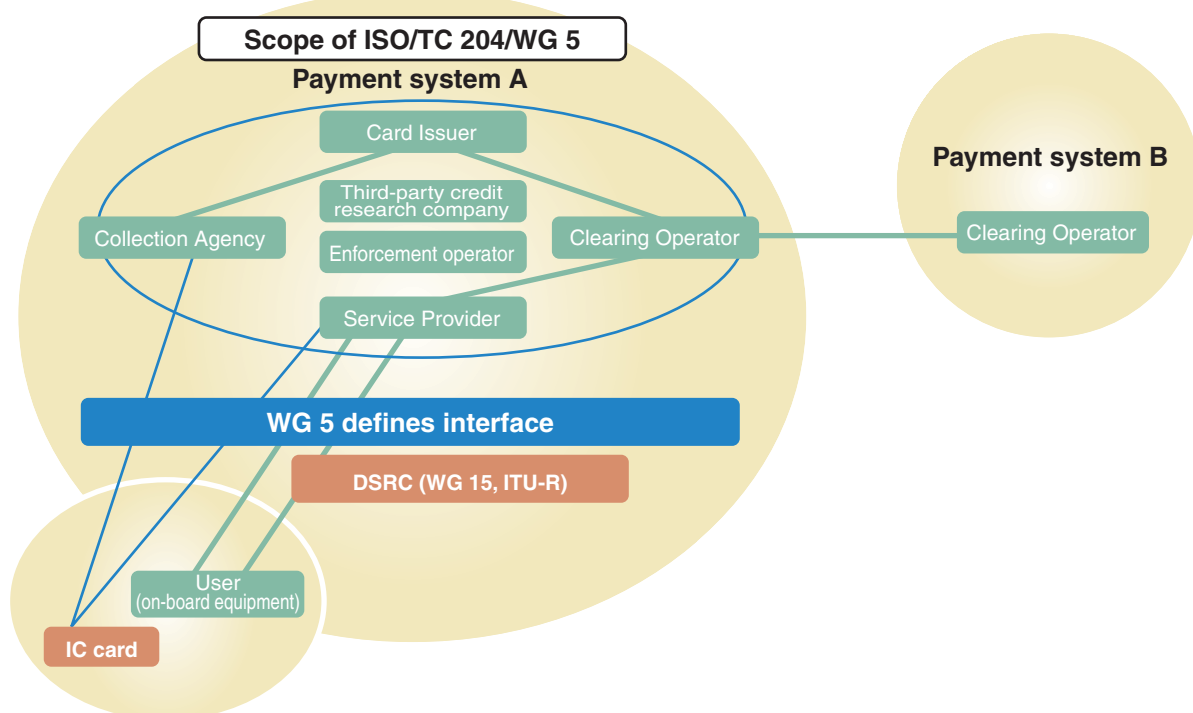 Scope of ISO/TC 204/WG 5
Payment system A
Card Issuer
Third-party credit
research company
Collection Agency
Enforcement operator
Clearing Operator
Service Provider
Payment system B
Clearing Operator
WG 5 defines interface
DSRC (WG 15, ITU-R)
User
(on-board equipment)
IC card